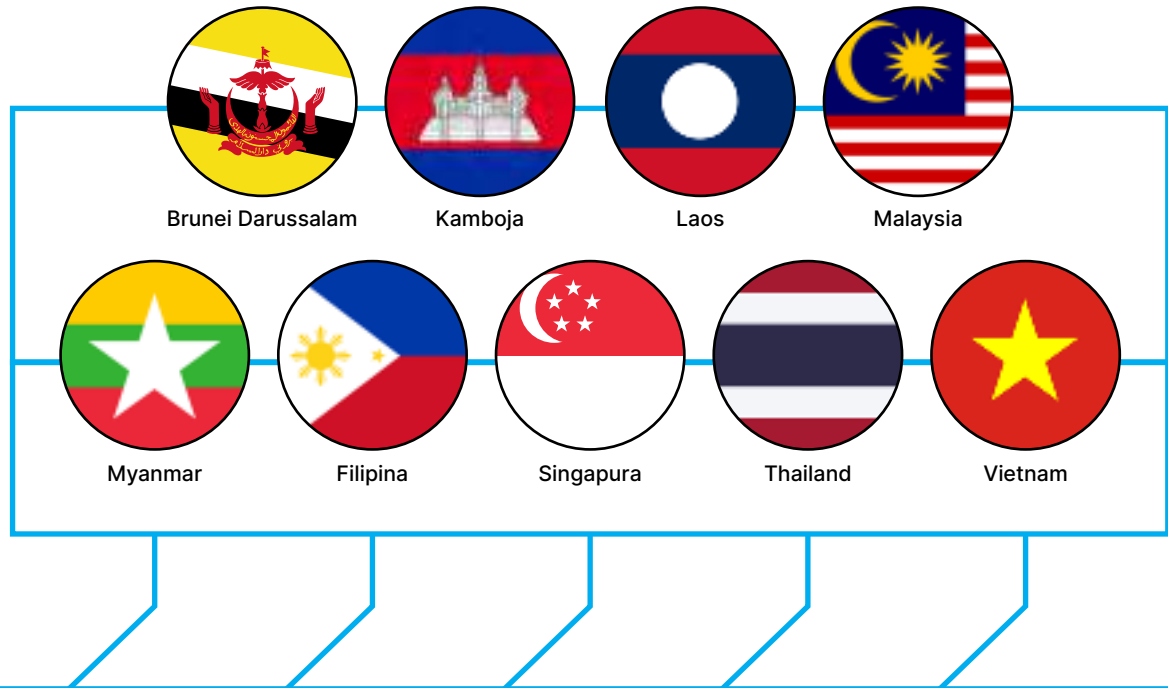 Brunei Darussalam
Kamboja
Laos
Malaysia
Myanmar
Filipina
Singapura
Thailand
Vietnam